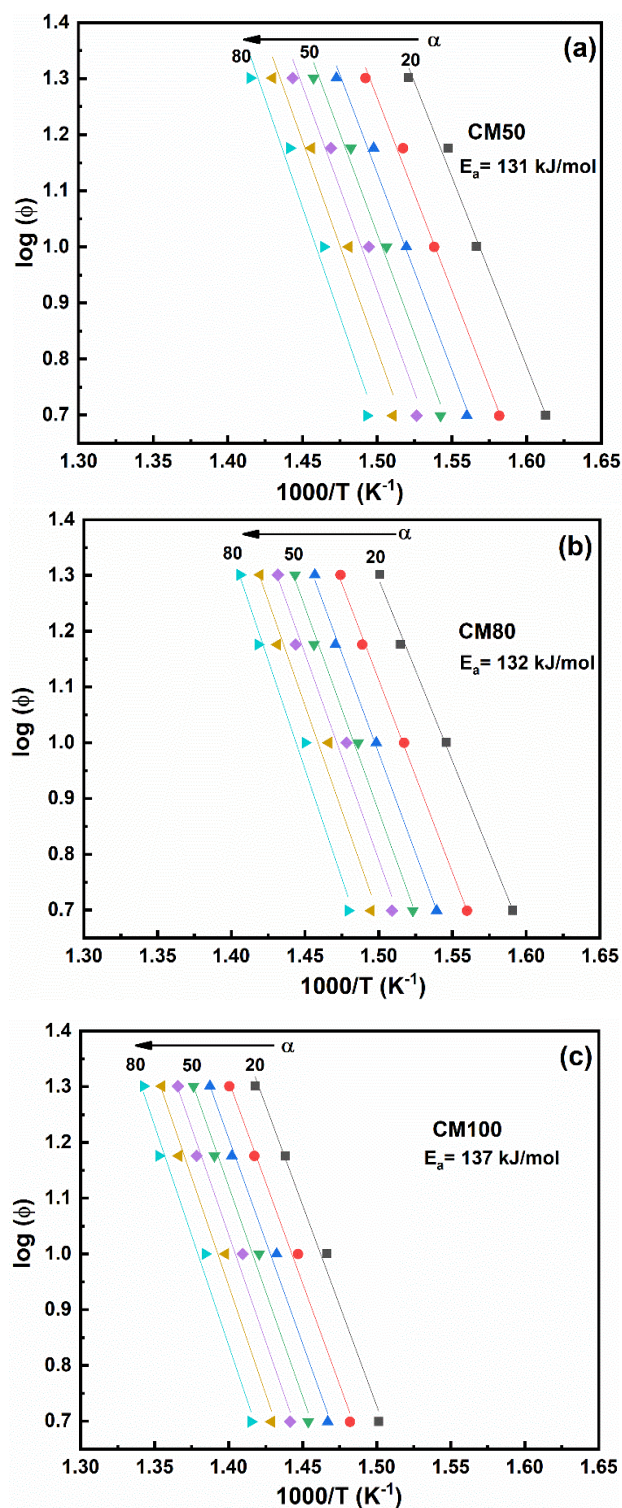 1.4
1.3
1.2
1.1
1.0
0.9
0.8
0.7
log (ϕ)
80 50 20 α
(a)
CM50
Eₐ= 131 kJ/mol
1.30 1.35 1.40 1.45 1.50 1.55 1.60 1.65
1000/T (K⁻¹)
1.4
1.3
1.2
1.1
1.0
0.9
0.8
0.7
log (ϕ)
80 50 20 α
(b)
CM80
Eₐ= 132 kJ/mol
1.30 1.35 1.40 1.45 1.50 1.55 1.60 1.65
1000/T (K⁻¹)
1.4
1.3
1.2
1.1
1.0
0.9
0.8
0.7
log (ϕ)
80 50 20 α
(c)
CM100
Eₐ= 137 kJ/mol
1.30 1.35 1.40 1.45 1.50 1.55 1.60 1.65
1000/T (K⁻¹)